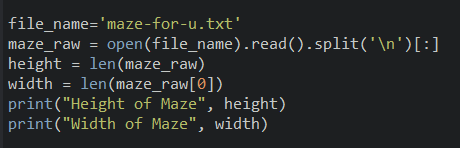 file_name='maze-for-u.txt'
maze_raw = open(file_name).read().split('\n')[:]
height = len(maze_raw)
width = len(maze_raw[0])
print("Height of Maze", height)
print("Width of Maze", width)